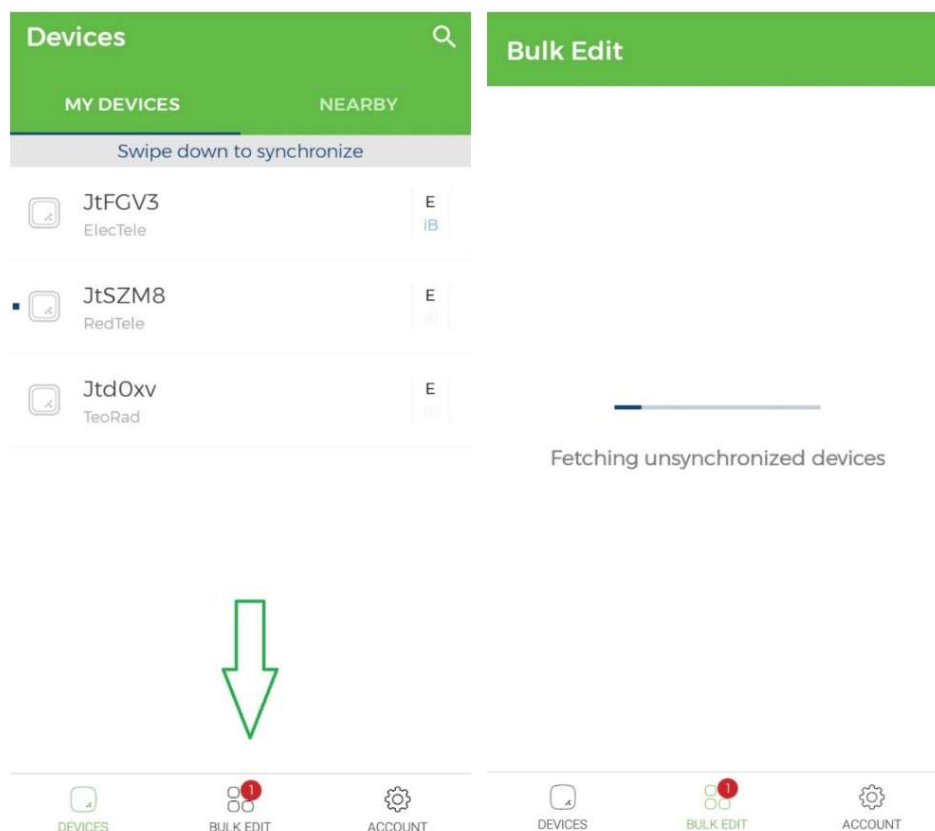 Devices
MY DEVICES
NEARBY
Swipe down to synchronize
JtFGV3
E
ElecTele
iB
JtSZM8
E
RedTele
Jtd0xv
E
TeoRad
1
DEVICES
BULK EDIT
ACCOUNT
Bulk Edit
Fetching unsynchronized devices
1
DEVICES
BULK EDIT
ACCOUNT